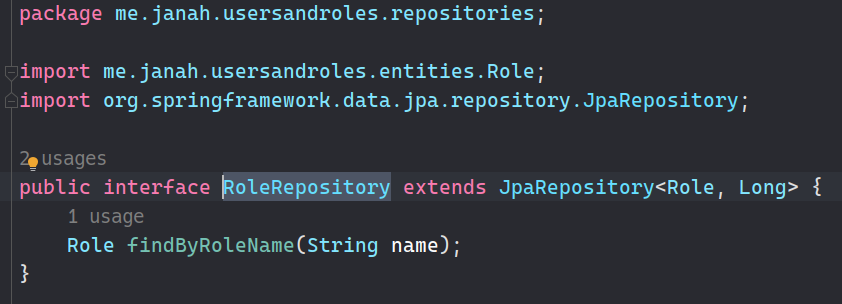 package me.janah.usersandroles.repositories;
import me.janah.usersandroles.entities.Role;
import org.springframework.data.jpa.repository.JpaRepository;
2 usages
public interface RoleRepository extends JpaRepository<Role, Long> {
1 usage
Role findByRoleName(String name);
}